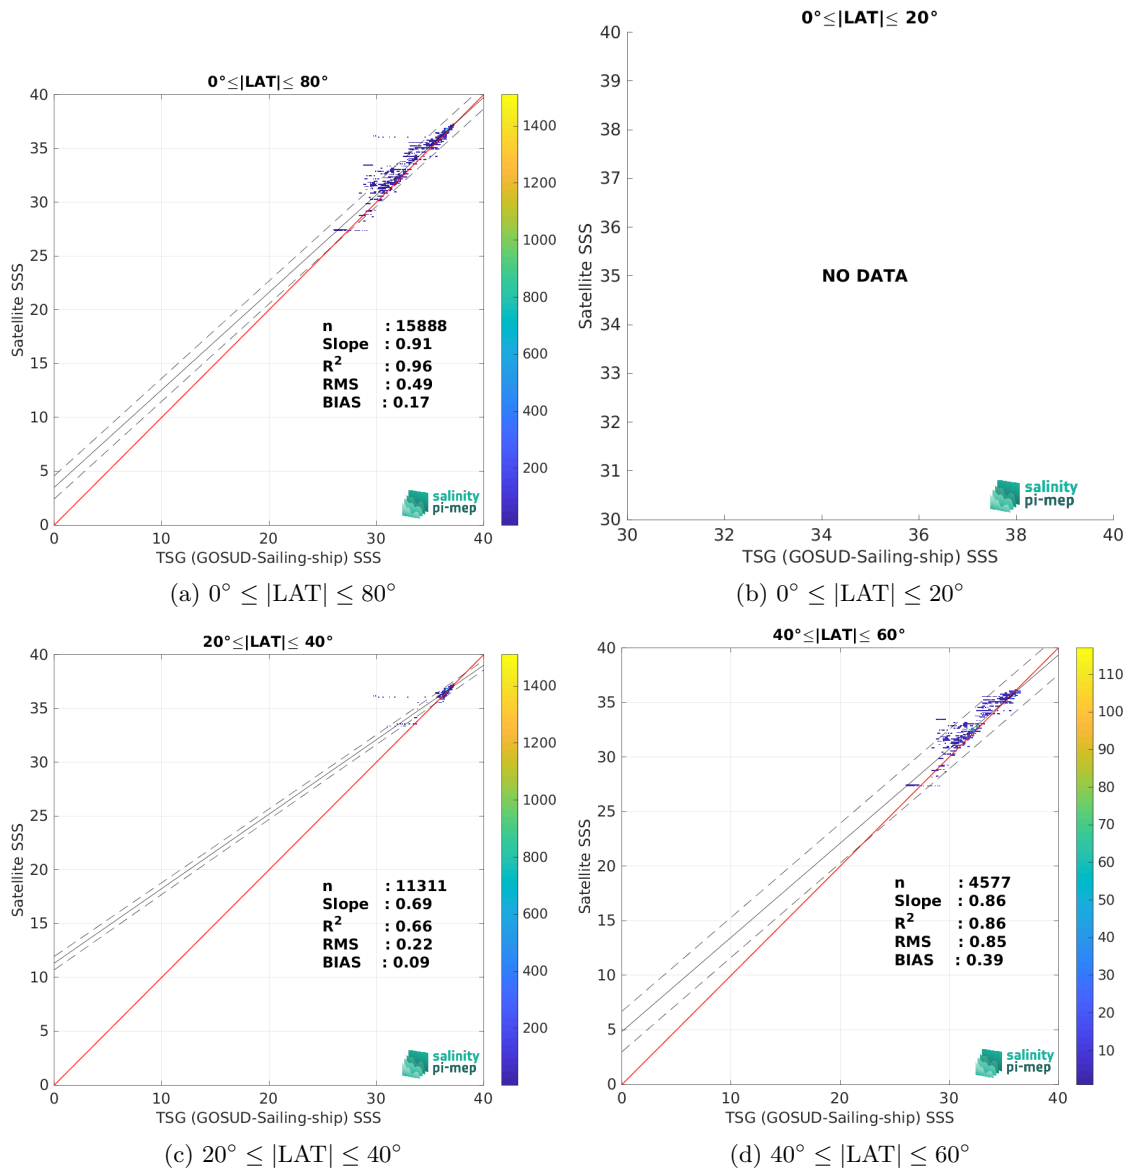 0°≤|LAT|≤ 80°
40
35
30
25
20
15
10
5
0
Satellite SSS
0
10
20
30
40
TSG (GOSUD-Sailing-ship) SSS
n : 15888
Slope : 0.91
R² : 0.96
RMS : 0.49
BIAS : 0.17
salinity
pi-mep
1400
1200
1000
800
600
400
200
(a) 0° ≤ |LAT| ≤ 80°
0°≤|LAT|≤ 20°
40
39
38
37
36
35
34
33
32
31
30
Satellite SSS
NO DATA
30
32
34
36
38
40
TSG (GOSUD-Sailing-ship) SSS
salinity
pi-mep
(b) 0° ≤ |LAT| ≤ 20°
20°≤|LAT|≤ 40°
40
35
30
25
20
15
10
5
0
Satellite SSS
0
10
20
30
40
TSG (GOSUD-Sailing-ship) SSS
n : 11311
Slope : 0.69
R² : 0.66
RMS : 0.22
BIAS : 0.09
salinity
pi-mep
1400
1200
1000
800
600
400
200
(c) 20° ≤ |LAT| ≤ 40°
40°≤|LAT|≤ 60°
40
35
30
25
20
15
10
5
0
Satellite SSS
0
10
20
30
40
TSG (GOSUD-Sailing-ship) SSS
n : 4577
Slope : 0.86
R² : 0.86
RMS : 0.85
BIAS : 0.39
salinity
pi-mep
110
100
90
80
70
60
50
40
30
20
10
(d) 40° ≤ |LAT| ≤ 60°